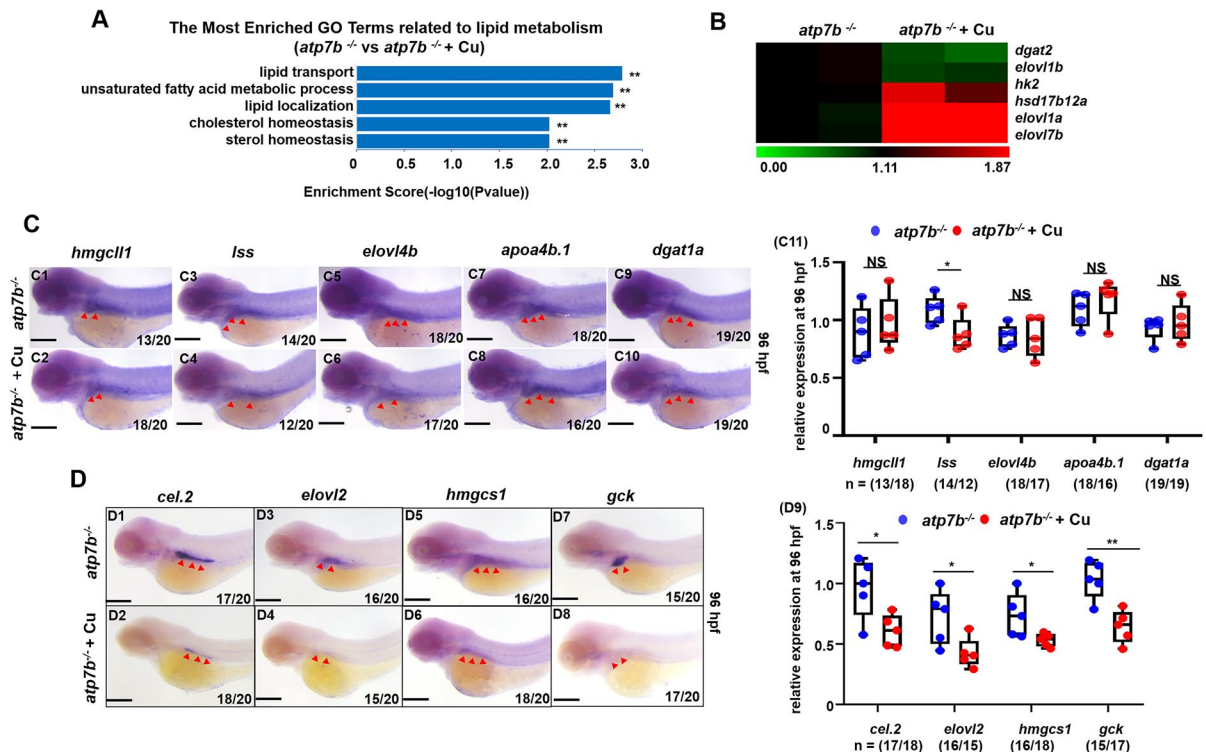 A
The Most Enriched GO Terms related to lipid metabolism
(atp7b -/- vs atp7b -/- + Cu)
lipid transport
**
unsaturated fatty acid metabolic process
**
lipid localization
**
cholesterol homeostasis
**
sterol homeostasis
**
0 0.5 1.0 1.5 2.0 2.5 3.0
Enrichment Score(-log10(Pvalue))
B
atp7b -/- atp7b -/- + Cu
dgat2
elovl1b
hk2
hsd17b12a
elovl1a
elovl7b
0.00 1.11 1.87
C
hmgcll1 lss elovl4b apoa4b.1 dgat1a
atp7b-/-
C1 C3 C5 C7 C9
13/20 14/20 18/20 18/20 19/20
atp7b-/- + Cu
C2 C4 C6 C8 C10
18/20 12/20 17/20 16/20 19/20
96 hpf
(C11)
atp7b-/- atp7b-/- + Cu
relative expression at 96 hpf
1.5
1.0
0.5
0
NS * NS NS NS
hmgcll1 lss elovl4b apoa4b.1 dgat1a
n = (13/18) (14/12) (18/17) (18/16) (19/19)
D
cel.2 elovl2 hmgcs1 gck
atp7b-/-
D1 D3 D5 D7
17/20 16/20 16/20 15/20
atp7b-/- + Cu
D2 D4 D6 D8
18/20 15/20 18/20 17/20
96 hpf
(D9)
atp7b-/- atp7b-/- + Cu
relative expression at 96 hpf
1.5
1.0
0.5
0
* * * **
cel.2 elovl2 hmgcs1 gck
n = (17/18) (16/15) (16/18) (15/17)